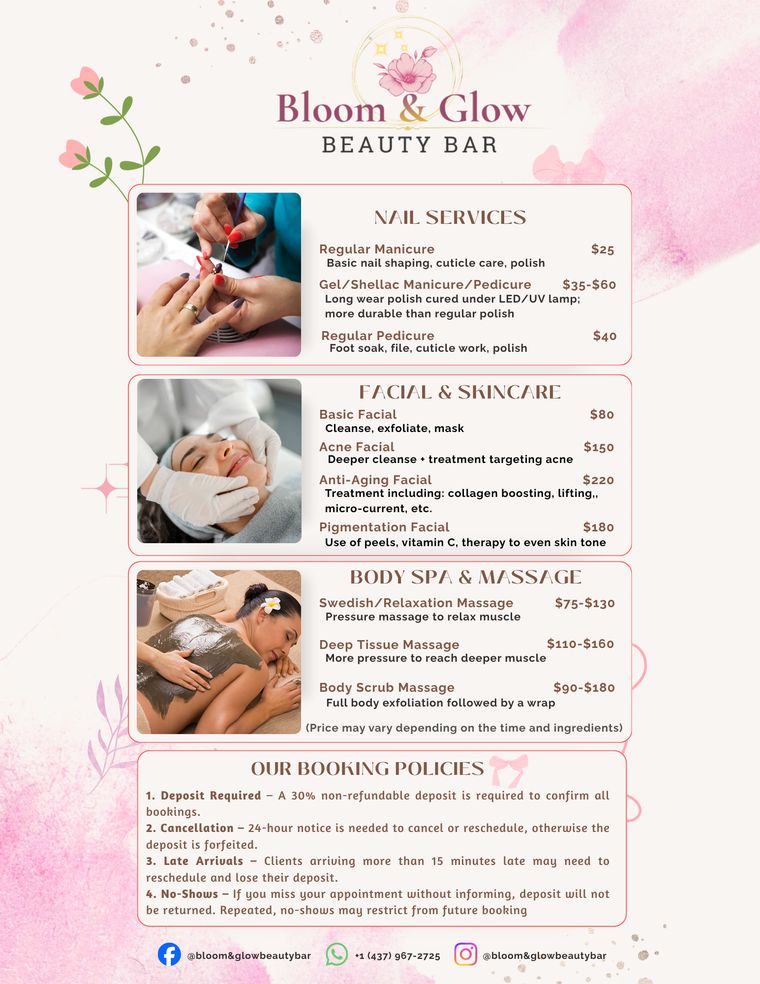 Bloom & Glow
BEAUTY BAR
NAIL SERVICES
Regular Manicure $25
Basic nail shaping, cuticle care, polish
Gel/Shellac Manicure/Pedicure $35-$60
Long wear polish cured under LED/UV lamp;
more durable than regular polish
Regular Pedicure $40
Foot soak, file, cuticle work, polish
FACIAL & SKINCARE
Basic Facial $80
Cleanse, exfoliate, mask
Acne Facial $150
Deeper cleanse + treatment targeting acne
Anti-Aging Facial $220
Treatment including: collagen boosting, lifting,,
micro-current, etc.
Pigmentation Facial $180
Use of peels, vitamin C, therapy to even skin tone
BODY SPA & MASSAGE
Swedish/Relaxation Massage $75-$130
Pressure massage to relax muscle
Deep Tissue Massage $110-$160
More pressure to reach deeper muscle
Body Scrub Massage $90-$180
Full body exfoliation followed by a wrap
(Price may vary depending on the time and ingredients)
OUR BOOKING POLICIES
1. Deposit Required – A 30% non-refundable deposit is required to confirm all
bookings.
2. Cancellation – 24-hour notice is needed to cancel or reschedule, otherwise the
deposit is forfeited.
3. Late Arrivals – Clients arriving more than 15 minutes late may need to
reschedule and lose their deposit.
4. No-Shows – If you miss your appointment without informing, deposit will not
be returned. Repeated, no-shows may restrict from future booking
@bloom&glowbeautybar +1 (437) 967-2725 @bloom&glowbeautybar